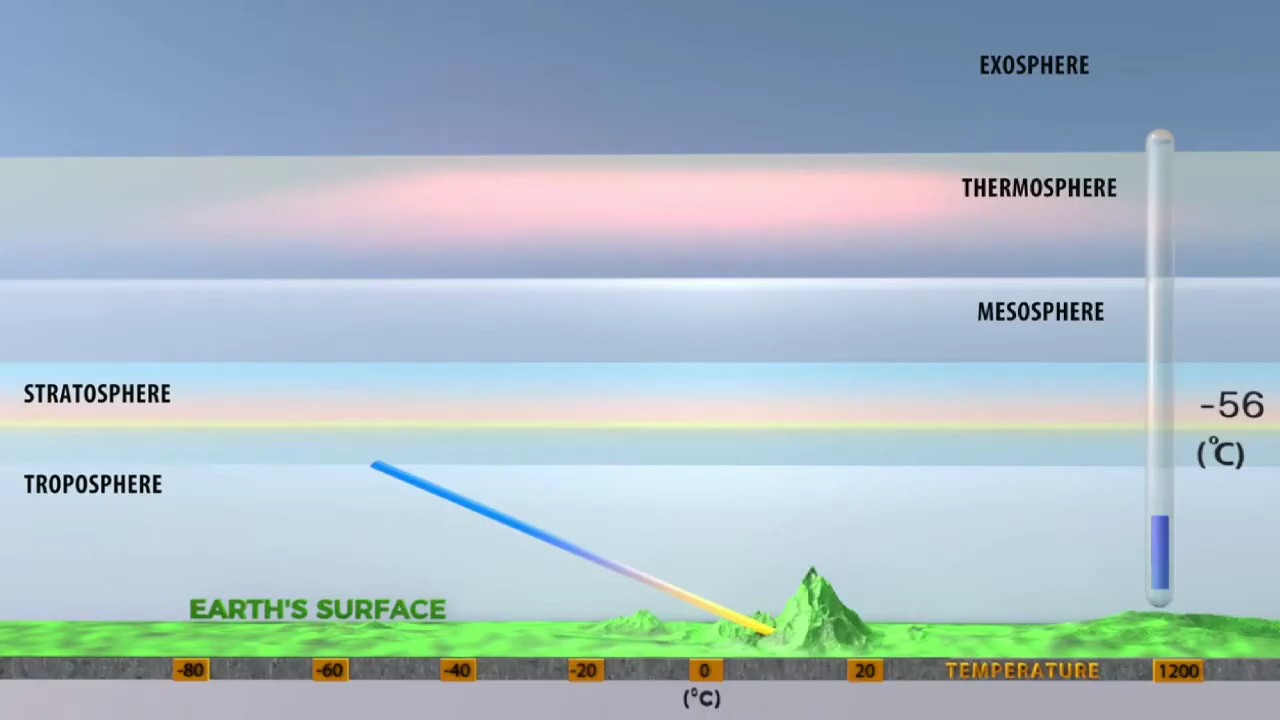 EXOSPHERE
THERMOSPHERE
MESOSPHERE
STRATOSPHERE
-56
(°C)
TROPOSPHERE
EARTH'S SURFACE
-80 -60 -40 -20 0 20 TEMPERATURE 1200
(°C)